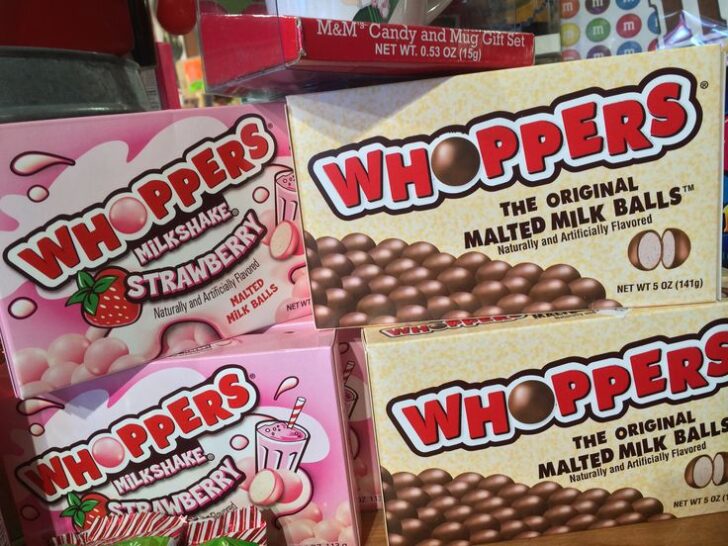 M&M's Candy and Mug Gift Set
NET WT. 0.53 OZ (15g)
m
m
m
m
WHOPPERS®
MILKSHAKE
STRAWBERRY
Naturally and Artificially Flavored
MALTED
MILK BALLS
NET WT
WHOPPERS®
THE ORIGINAL
MALTED MILK BALLS™
Naturally and Artificially Flavored
NET WT 5 OZ (141g)
WHOPPERS
WHOPPERS®
MILKSHAKE
STRAWBERRY
WHOPPERS
THE ORIGINAL
MALTED MILK BALLS
Naturally and Artificially Flavored
NET WT 5 OZ (1